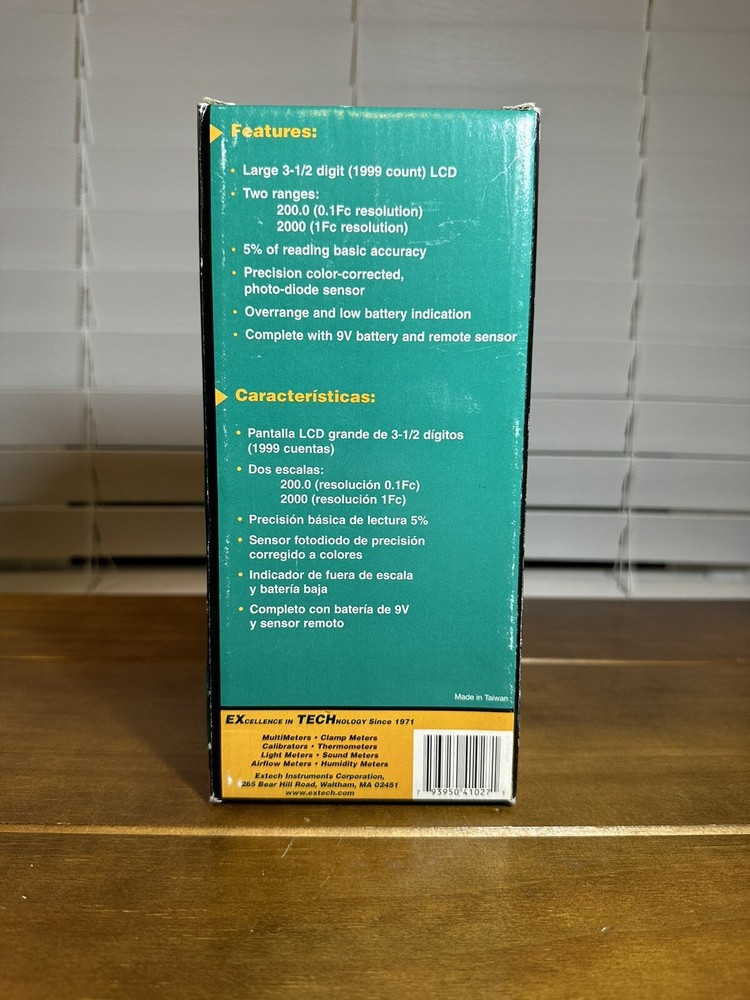 Features:
• Large 3-1/2 digit (1999 count) LCD
• Two ranges:
200.0 (0.1Fc resolution)
2000 (1Fc resolution)
• 5% of reading basic accuracy
• Precision color-corrected,
photo-diode sensor
• Overrange and low battery indication
• Complete with 9V battery and remote sensor
Características:
• Pantalla LCD grande de 3-1/2 dígitos
(1999 cuentas)
• Dos escalas:
200.0 (resolución 0.1Fc)
2000 (resolución 1Fc)
• Precisión básica de lectura 5%
• Sensor fotodiodo de precisión
corregido a colores
• Indicador de fuera de escala
y batería baja
• Completo con batería de 9V
y sensor remoto
Made in Taiwan
EXCELLENCE IN TECHNOLOGY Since 1971
MultiMeters • Clamp Meters
Calibrators • Thermometers
Light Meters • Sound Meters
Airflow Meters • Humidity Meters
Extech Instruments Corporation,
285 Bear Hill Road, Waltham, MA 02451
www.extech.com
7 93950 41027 1